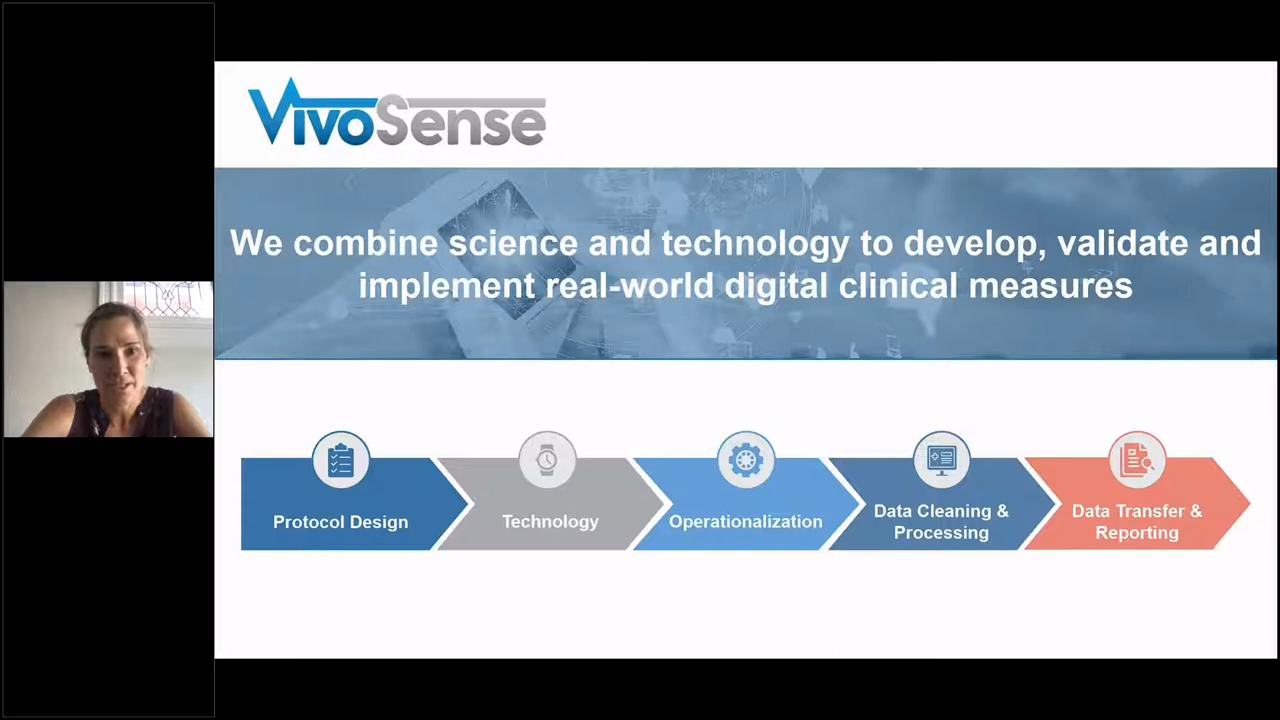 VivoSense
We combine science and technology to develop, validate and
implement real-world digital clinical measures
Protocol Design
Technology
Operationalization
Data Cleaning &
Processing
Data Transfer &
Reporting